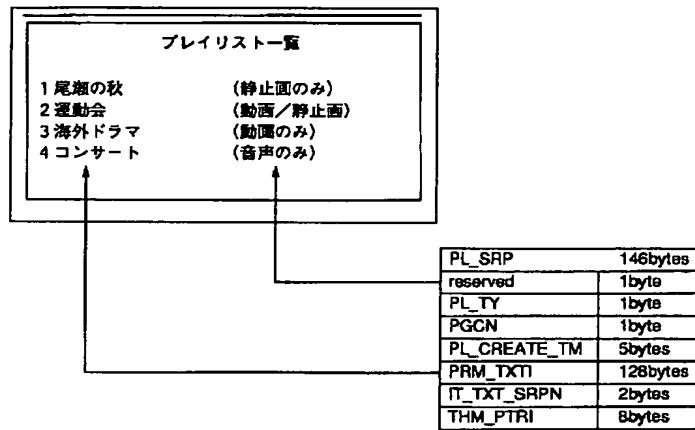 プレイリスト一覧
1 尾瀬の秋 (静止画のみ)
2 運動会 (動画/静止画)
3 海外ドラマ (動画のみ)
4 コンサート (音声のみ)
PL_SRP 146bytes
reserved 1byte
PL_TY 1byte
PGCN 1byte
PL_CREATE_TM 5bytes
PRM_TXTI 128bytes
IT_TXT_SRPN 2bytes
THM_PTRI 8bytes